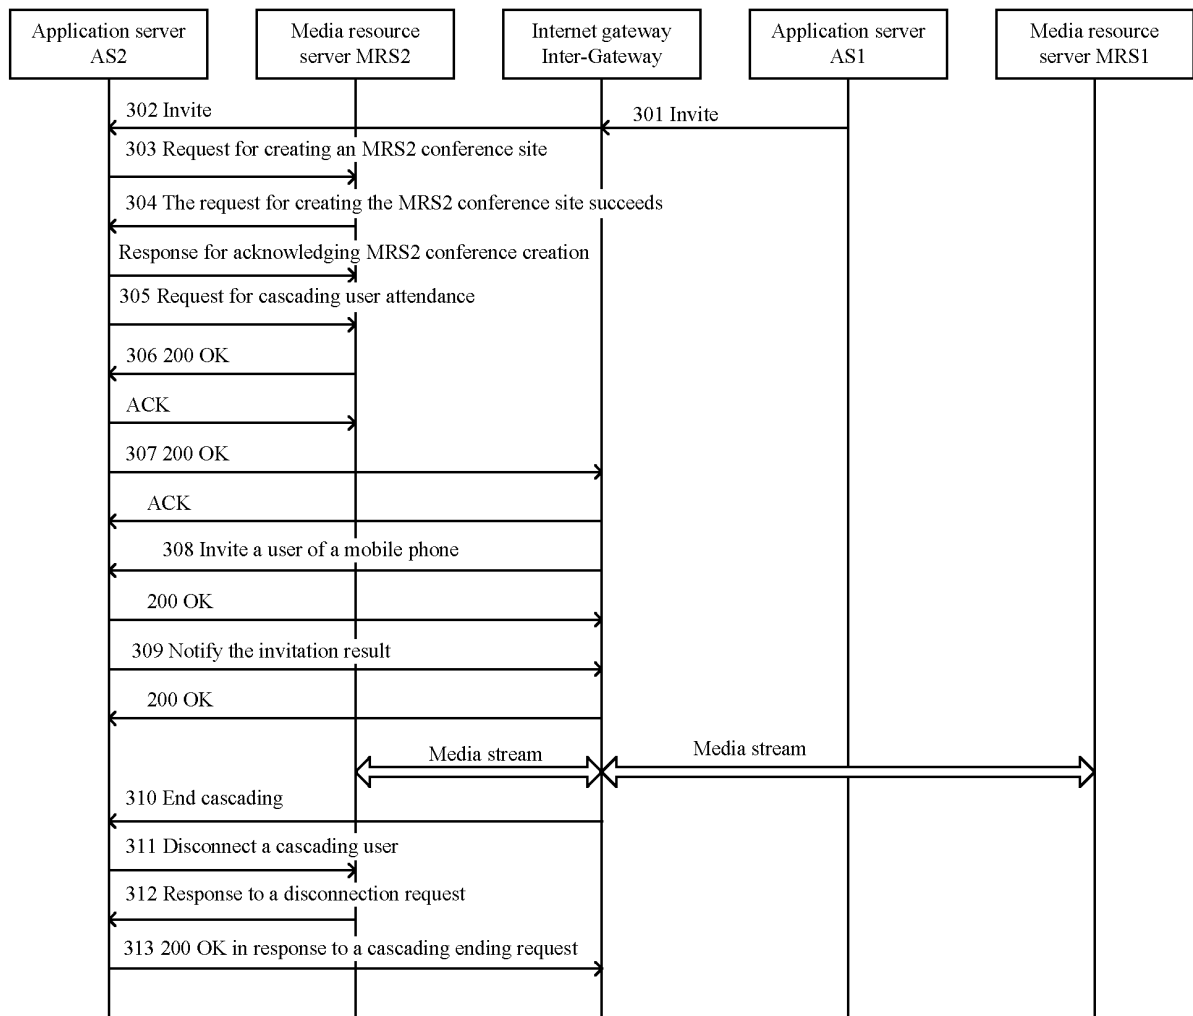 Application server
AS2
Media resource
server MRS2
Internet gateway
Inter-Gateway
Application server
AS1
Media resource
server MRS1
302 Invite
301 Invite
303 Request for creating an MRS2 conference site
304 The request for creating the MRS2 conference site succeeds
Response for acknowledging MRS2 conference creation
305 Request for cascading user attendance
306 200 OK
ACK
307 200 OK
ACK
308 Invite a user of a mobile phone
200 OK
309 Notify the invitation result
200 OK
Media stream
Media stream
310 End cascading
311 Disconnect a cascading user
312 Response to a disconnection request
313 200 OK in response to a cascading ending request